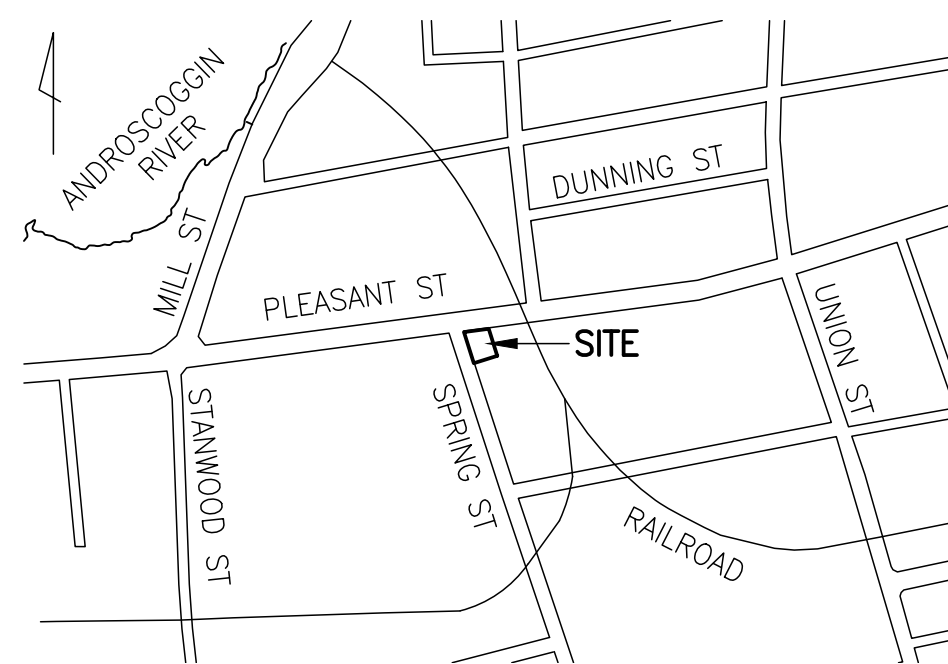 ANDROSCOGGIN
RIVER
DUNNING ST
MILL ST
PLEASANT ST
SITE
UNION ST
STANWOOD ST
SPRING ST
RAILROAD